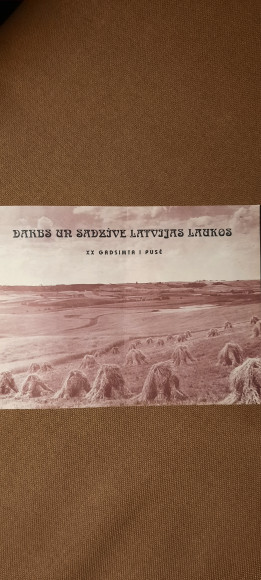 DARBS UN SADZĪVE LATVIJAS LAUKOS
XX GADSIMTA I PUSĒ